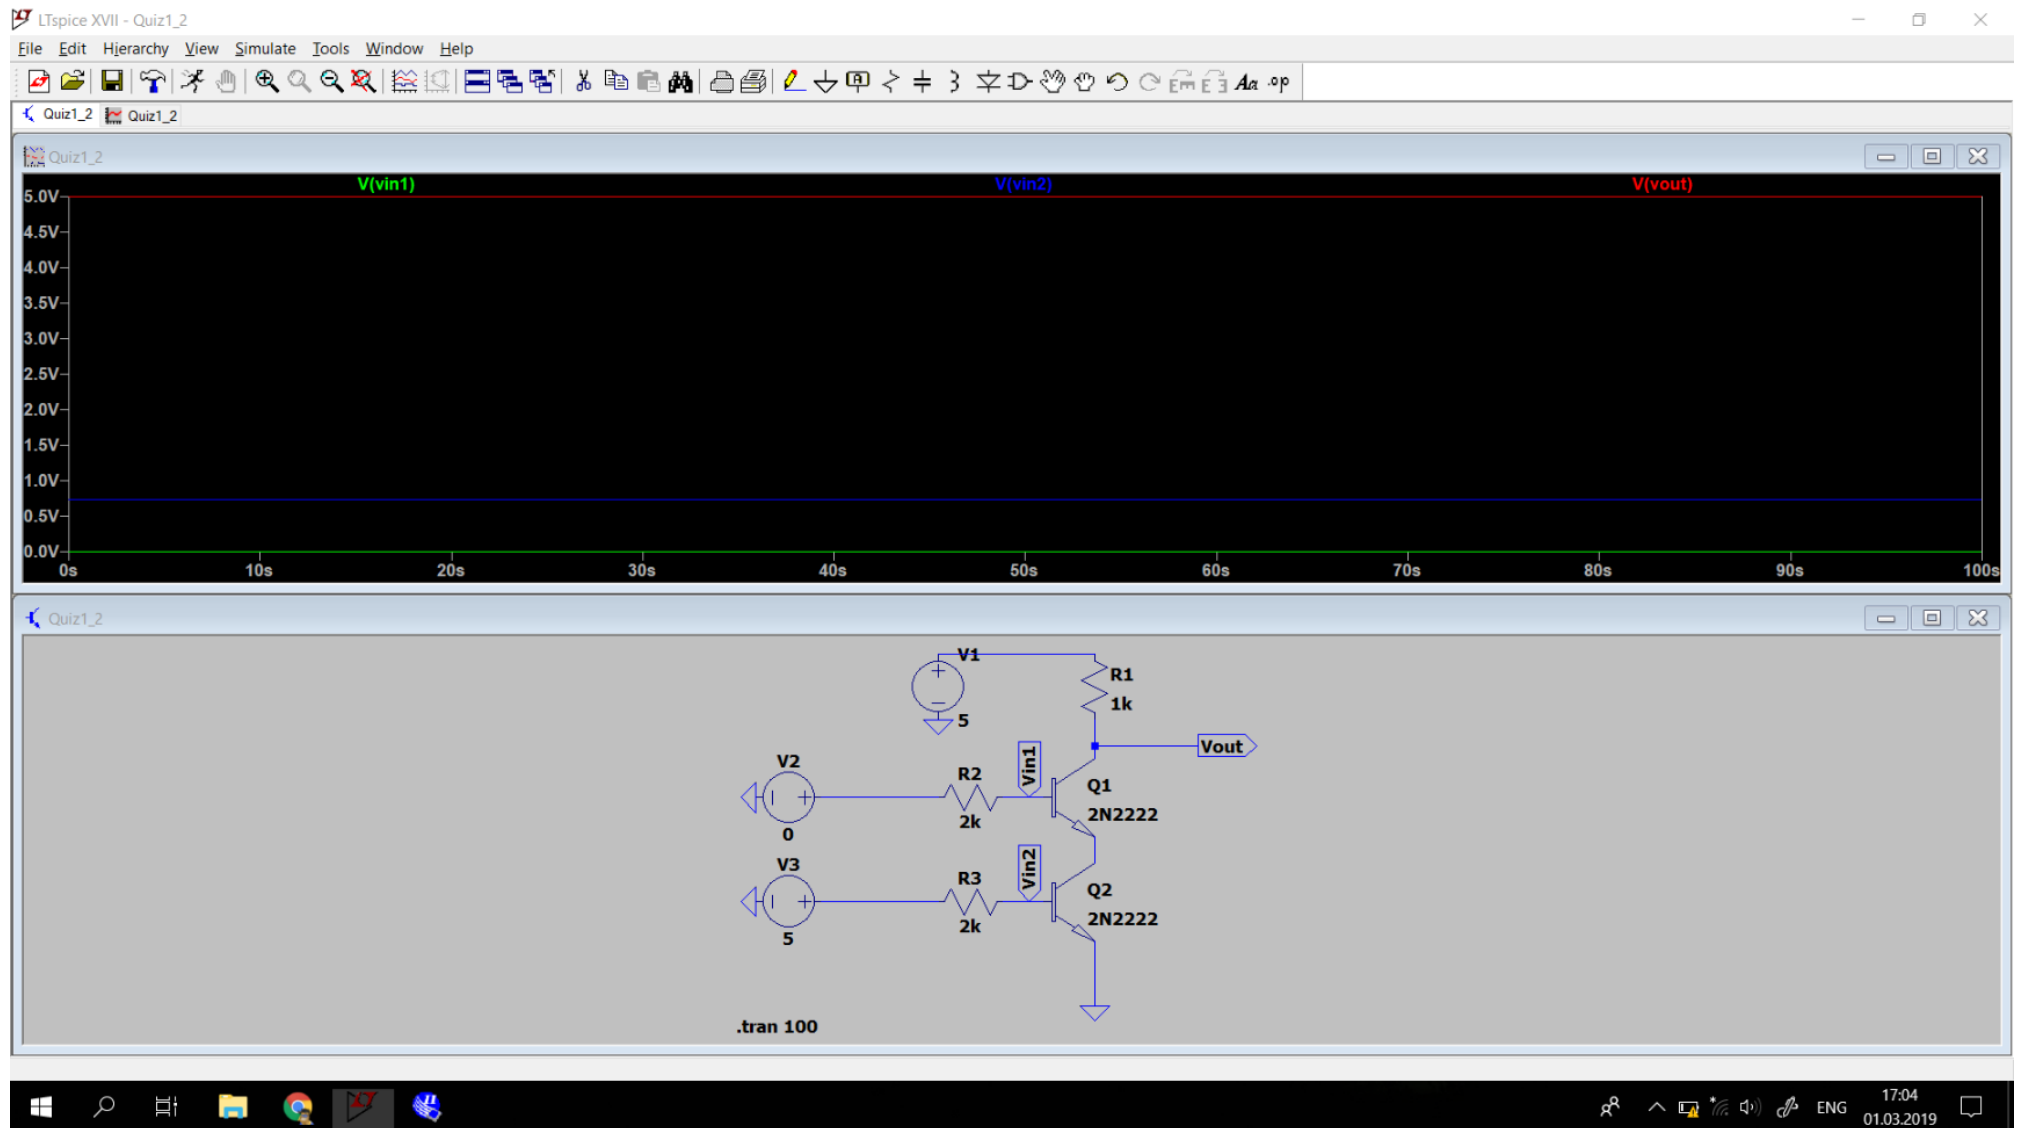 LTspice XVII - Quiz1_2
File Edit Hierarchy View Simulate Tools Window Help
Aa .op
Quiz1_2 Quiz1_2
Quiz1_2
V(vin1) V(vin2) V(vout)
5.0V
4.5V
4.0V
3.5V
3.0V
2.5V
2.0V
1.5V
1.0V
0.5V
0.0V
0s 10s 20s 30s 40s 50s 60s 70s 80s 90s 100s
Quiz1_2
V1
R1
1k
5
Vout
V2
R2
Vin1
Q1
2N2222
2k
0
V3
R3
Vin2
Q2
2N2222
2k
5
.tran 100
ENG
17:04
01.03.2019